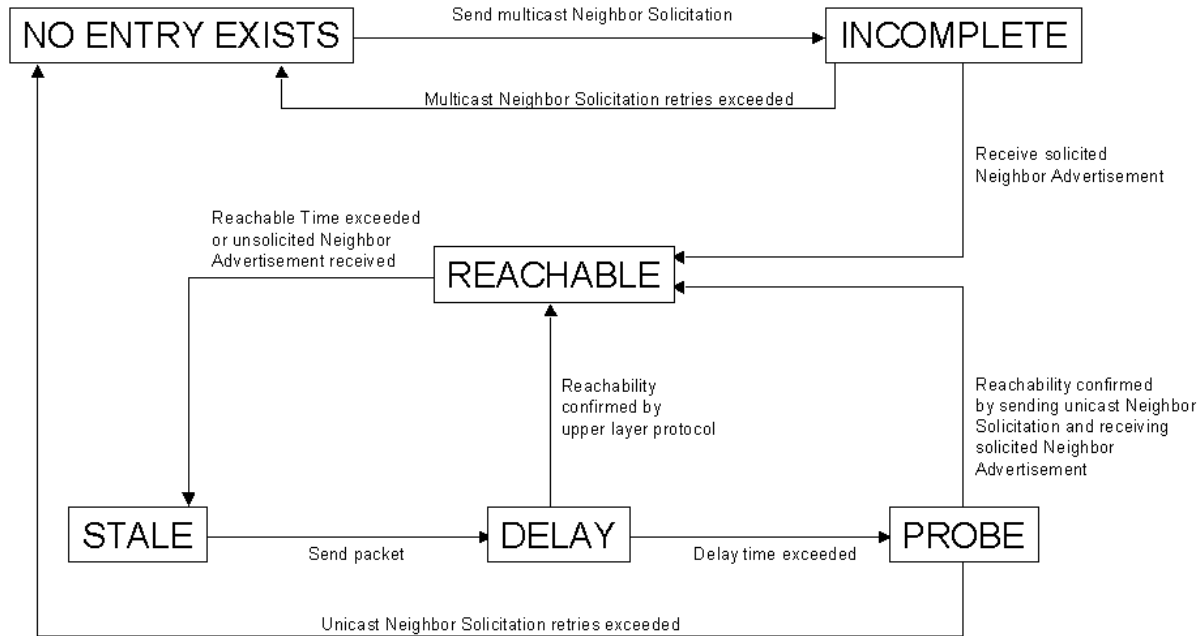 Send multicast Neighbor Solicitation
NO ENTRY EXISTS
INCOMPLETE
Multicast Neighbor Solicitation retries exceeded
Receive solicited
Neighbor Advertisement
Reachable Time exceeded
or unsolicited Neighbor
Advertisement received
REACHABLE
Reachability
confirmed by
upper layer protocol
Reachability confirmed
by sending unicast Neighbor
Solicitation and receiving
solicited Neighbor
Advertisement
STALE
Send packet
DELAY
Delay time exceeded
PROBE
Unicast Neighbor Solicitation retries exceeded